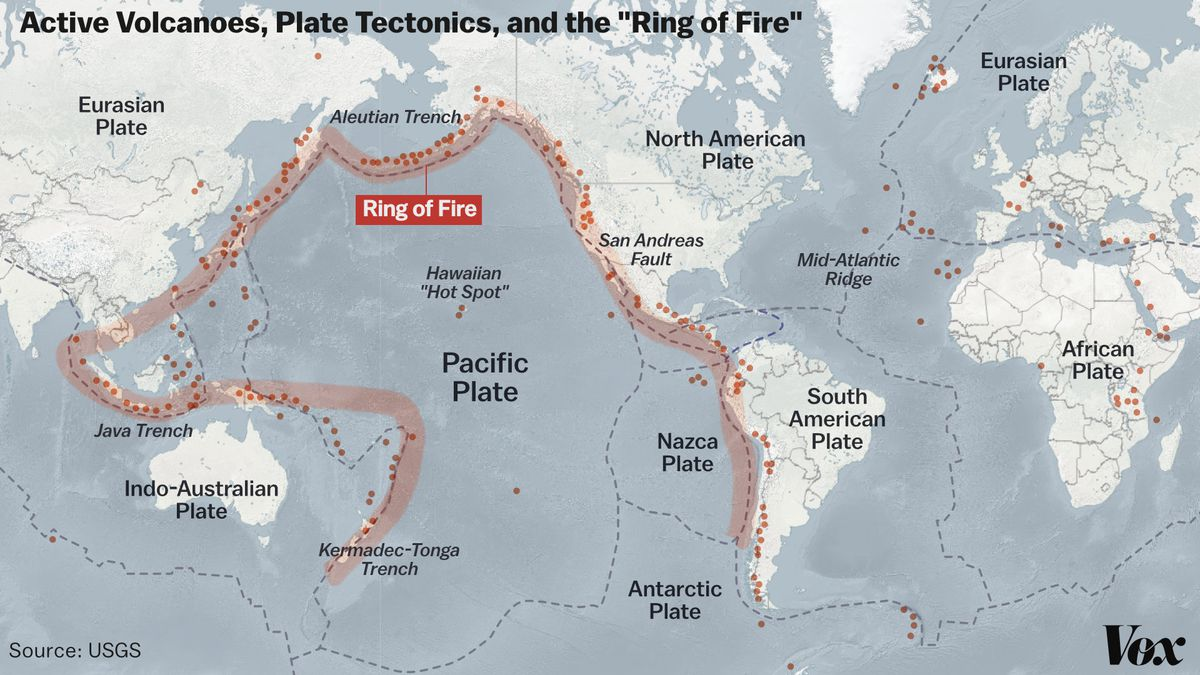 Active Volcanoes, Plate Tectonics, and the "Ring of Fire"
Eurasian
Plate
Aleutian Trench
Ring of Fire
North American
Plate
Eurasian
Plate
San Andreas
Fault
Mid-Atlantic
Ridge
Hawaiian
"Hot Spot"
Pacific
Plate
African
Plate
South
American
Plate
Nazca
Plate
Java Trench
Indo-Australian
Plate
Kermadec-Tonga
Trench
Antarctic
Plate
Source: USGS
Vox